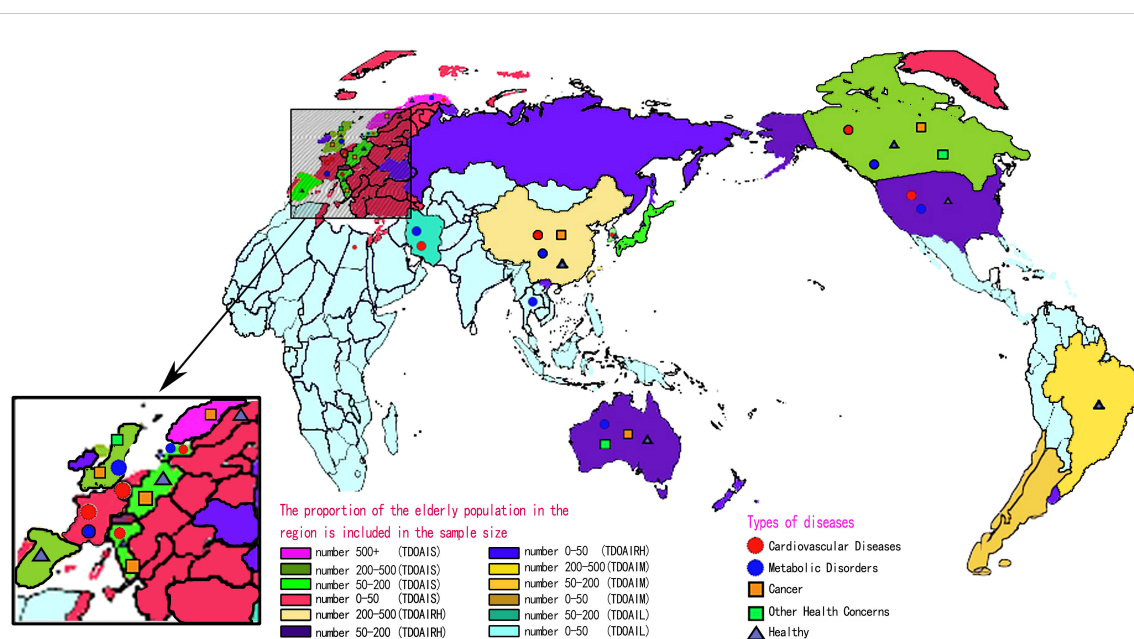 The proportion of the elderly population in the
region is included in the sample size
number 500+ (TDOAIS)
number 200-500(TDOAIS)
number 50-200 (TDOAIS)
number 0-50 (TDOAIS)
number 200-500(TDOAIRH)
number 50-200 (TDOAIRH)
number 0-50 (TDOAIRH)
number 200-500(TDOAIM)
number 50-200 (TDOAIM)
number 0-50 (TDOAIM)
number 50-200 (TDOAIL)
number 0-50 (TDOAIL)
Types of diseases
Cardiovascular Diseases
Metabolic Disorders
Cancer
Other Health Concerns
Healthy